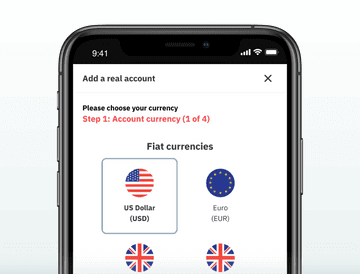 9:41
Add a real account
Please choose your currency
Step 1: Account currency (1 of 4)
Fiat currencies
US Dollar
(USD)
Euro
(EUR)